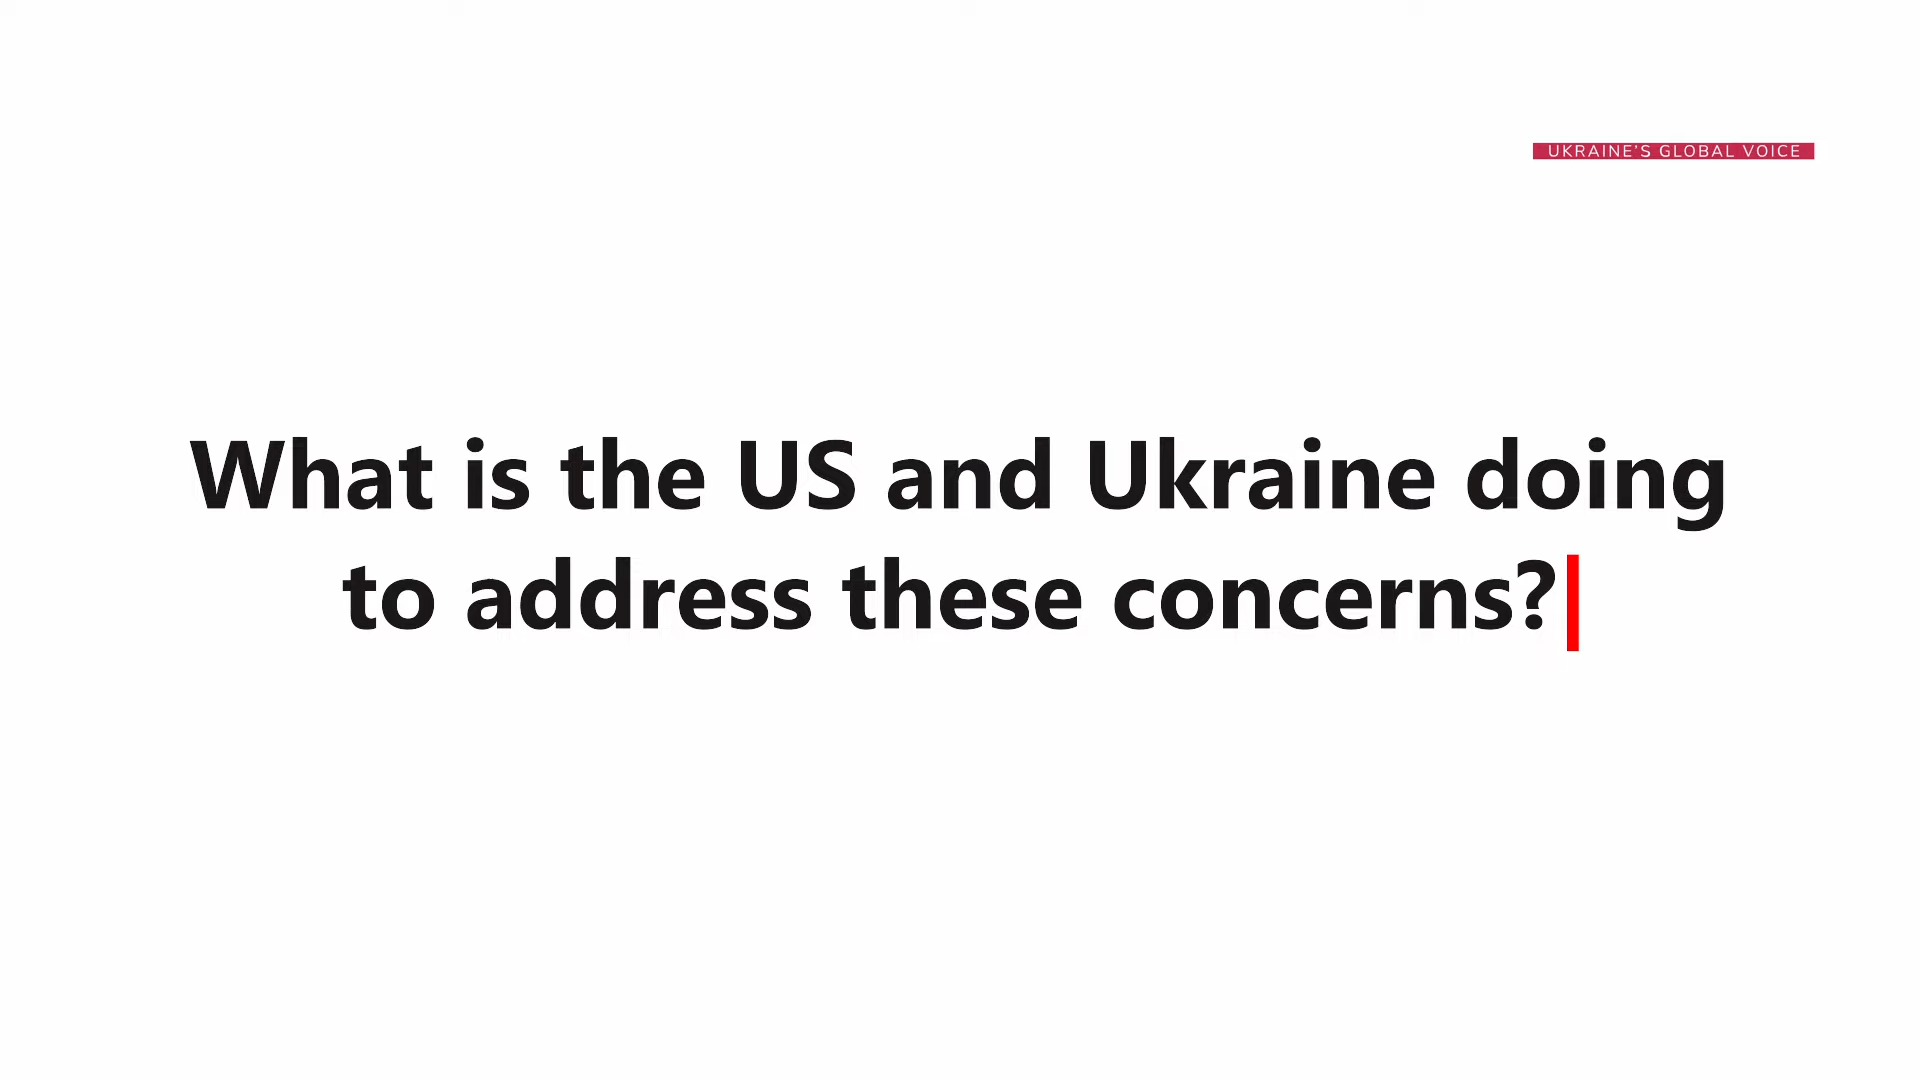 UKRAINE'S GLOBAL VOICE
What is the US and Ukraine doing
to address these concerns?